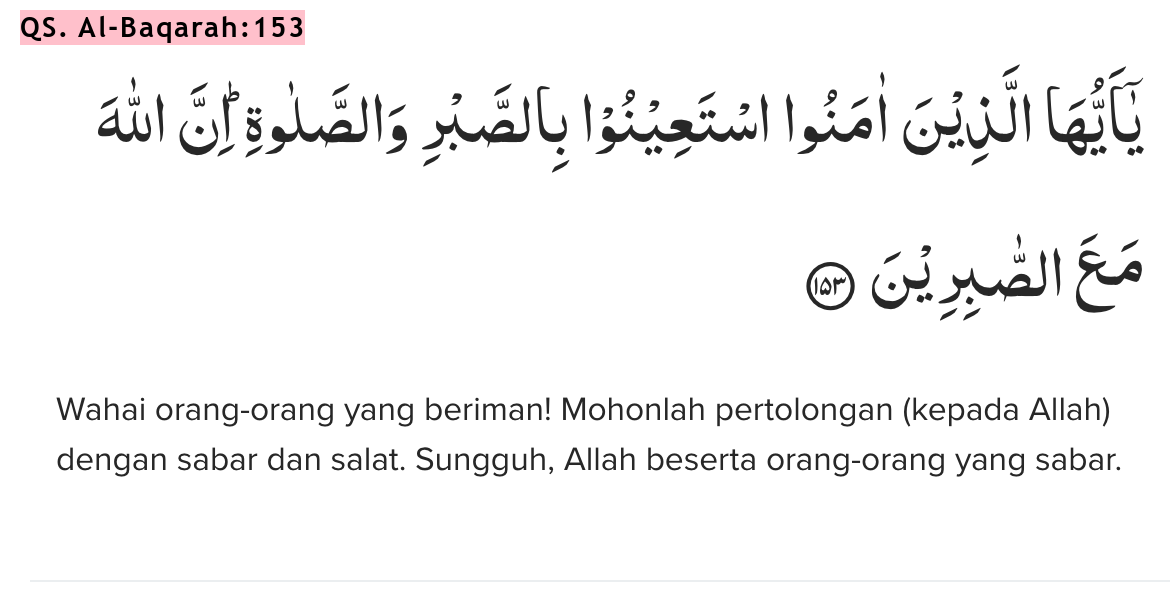 QS. Al-Baqarah:153
يٰٓاَيُّهَا الَّذِيْنَ اٰمَنُوا اسْتَعِيْنُوْا بِالصَّبْرِ وَالصَّلٰوةِ ۗ اِنَّ اللّٰهَ
مَعَ الصّٰبِرِيْنَ ١٥٣
Wahai orang-orang yang beriman! Mohonlah pertolongan (kepada Allah)
dengan sabar dan salat. Sungguh, Allah beserta orang-orang yang sabar.